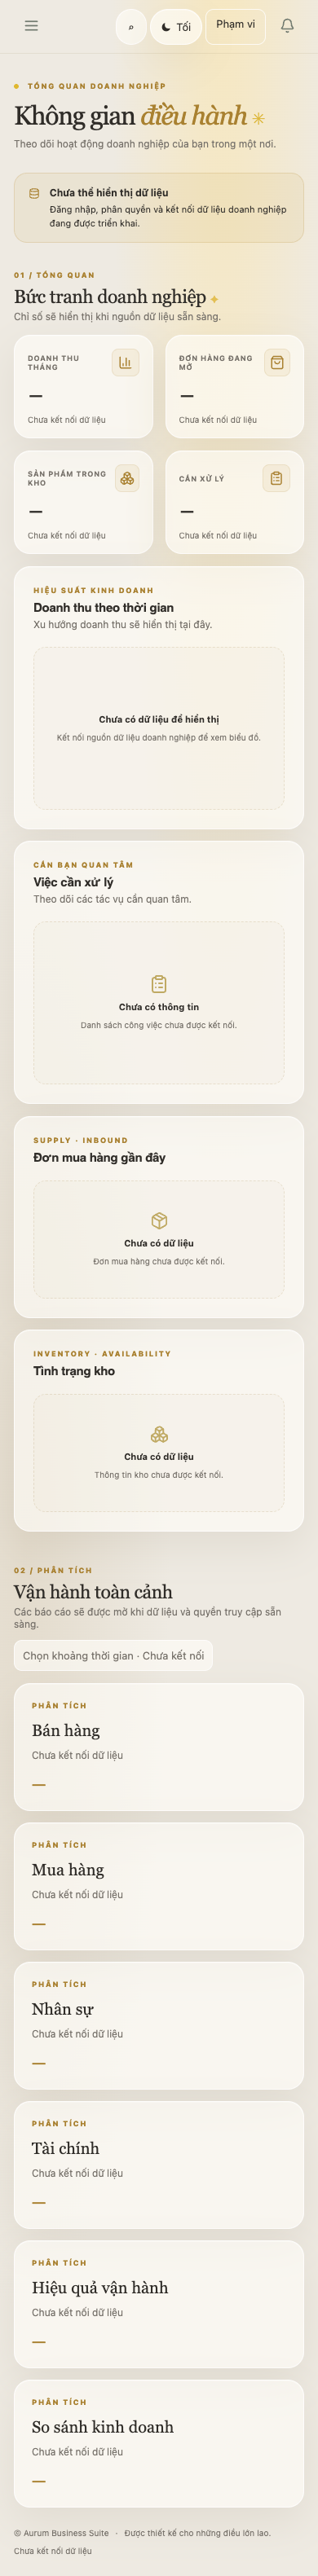 Tối
Phạm vi
TỔNG QUAN DOANH NGHIỆP
Không gian điều hành
Theo dõi hoạt động doanh nghiệp của bạn trong một nơi.
Chưa thể hiển thị dữ liệu
Đăng nhập, phân quyền và kết nối dữ liệu doanh nghiệp
đang được triển khai.
01 / TỔNG QUAN
Bức tranh doanh nghiệp
Chỉ số sẽ hiển thị khi nguồn dữ liệu sẵn sàng.
DOANH THU
THÁNG
—
Chưa kết nối dữ liệu
ĐƠN HÀNG ĐANG
MỞ
—
Chưa kết nối dữ liệu
SẢN PHẨM TRONG
KHO
—
Chưa kết nối dữ liệu
CẦN XỬ LÝ
—
Chưa kết nối dữ liệu
HIỆU SUẤT KINH DOANH
Doanh thu theo thời gian
Xu hướng doanh thu sẽ hiển thị tại đây.
Chưa có dữ liệu để hiển thị
Kết nối nguồn dữ liệu doanh nghiệp để xem biểu đồ.
CẦN BẠN QUAN TÂM
Việc cần xử lý
Theo dõi các tác vụ cần quan tâm.
Chưa có thông tin
Danh sách công việc chưa được kết nối.
SUPPLY · INBOUND
Đơn mua hàng gần đây
Chưa có dữ liệu
Đơn mua hàng chưa được kết nối.
INVENTORY · AVAILABILITY
Tình trạng kho
Chưa có dữ liệu
Thông tin kho chưa được kết nối.
02 / PHÂN TÍCH
Vận hành toàn cảnh
Các báo cáo sẽ được mở khi dữ liệu và quyền truy cập sẵn
sàng.
Chọn khoảng thời gian · Chưa kết nối
PHÂN TÍCH
Bán hàng
Chưa kết nối dữ liệu
—
PHÂN TÍCH
Mua hàng
Chưa kết nối dữ liệu
—
PHÂN TÍCH
Nhân sự
Chưa kết nối dữ liệu
—
PHÂN TÍCH
Tài chính
Chưa kết nối dữ liệu
—
PHÂN TÍCH
Hiệu quả vận hành
Chưa kết nối dữ liệu
—
PHÂN TÍCH
So sánh kinh doanh
Chưa kết nối dữ liệu
—
© Aurum Business Suite · Được thiết kế cho những điều lớn lao.
Chưa kết nối dữ liệu